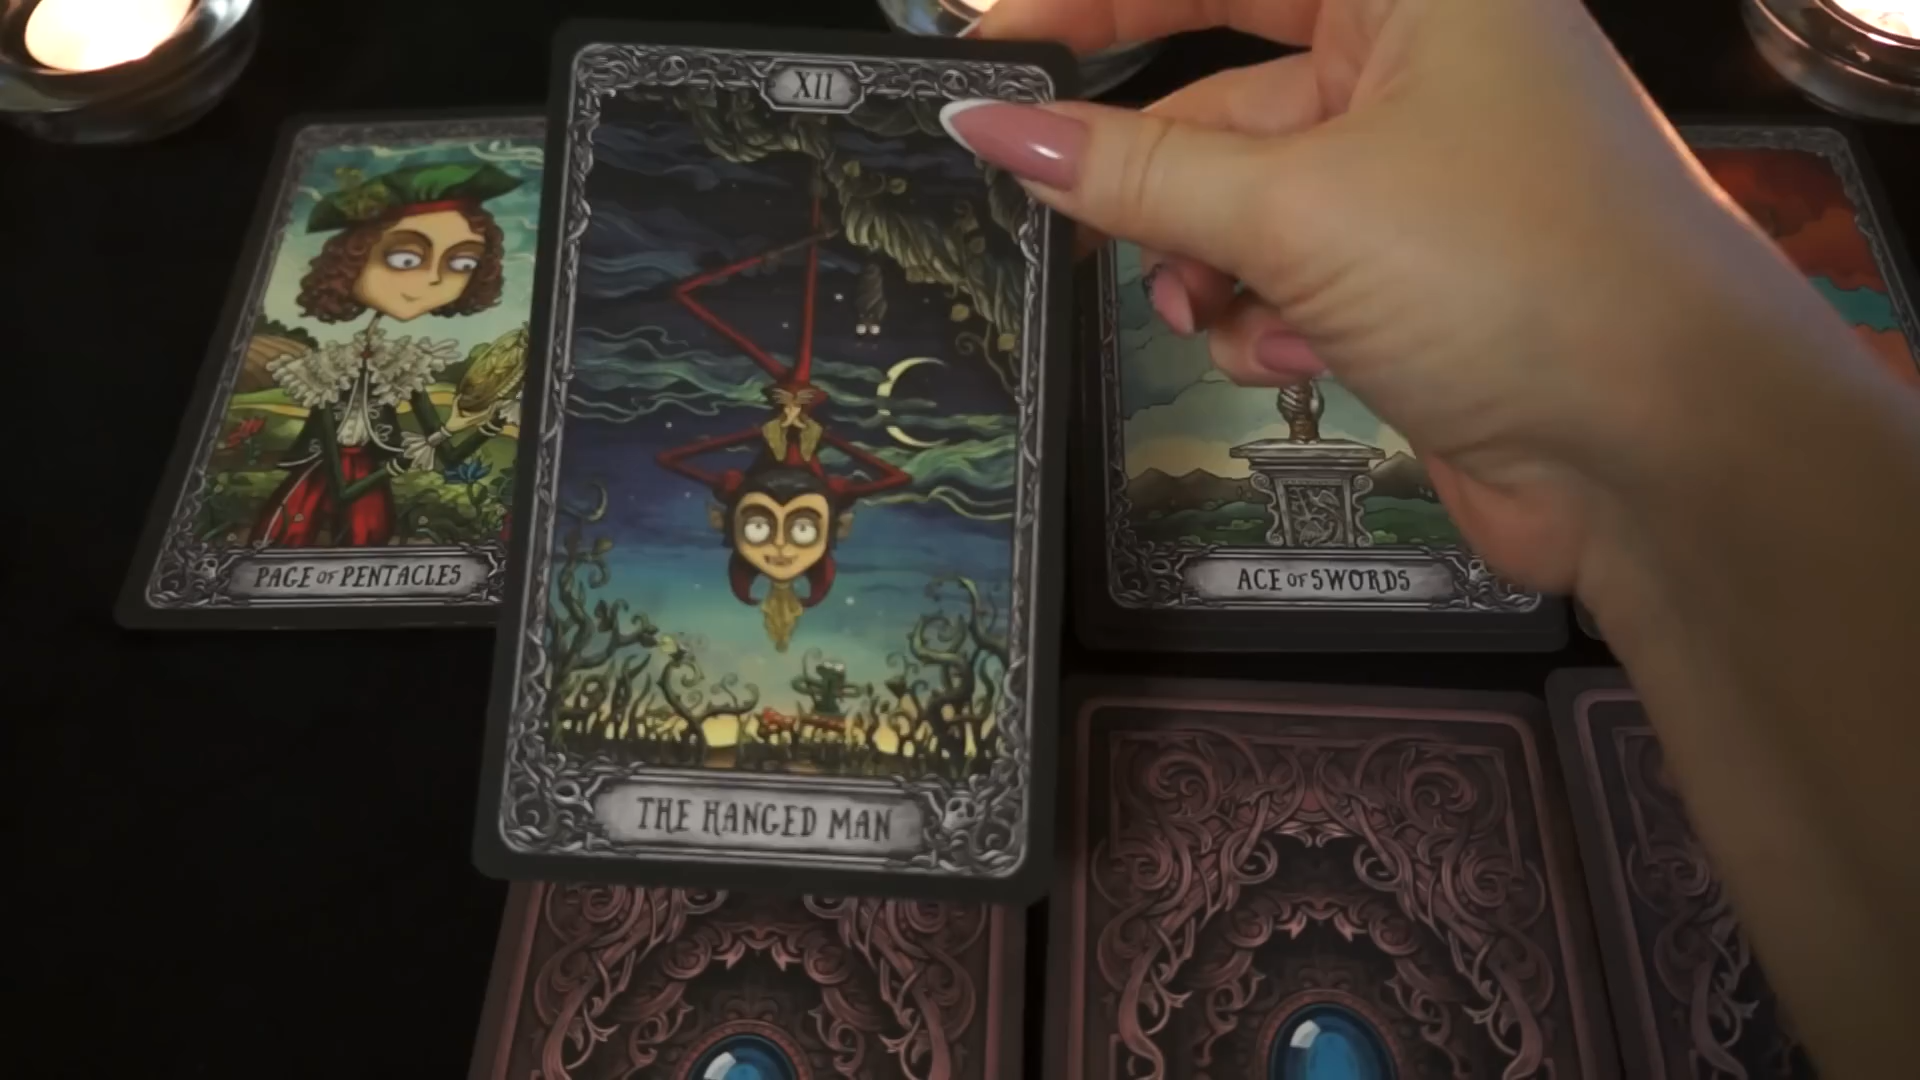 XII
THE HANGED MAN
PAGE OF PENTACLES
ACE OF SWORDS